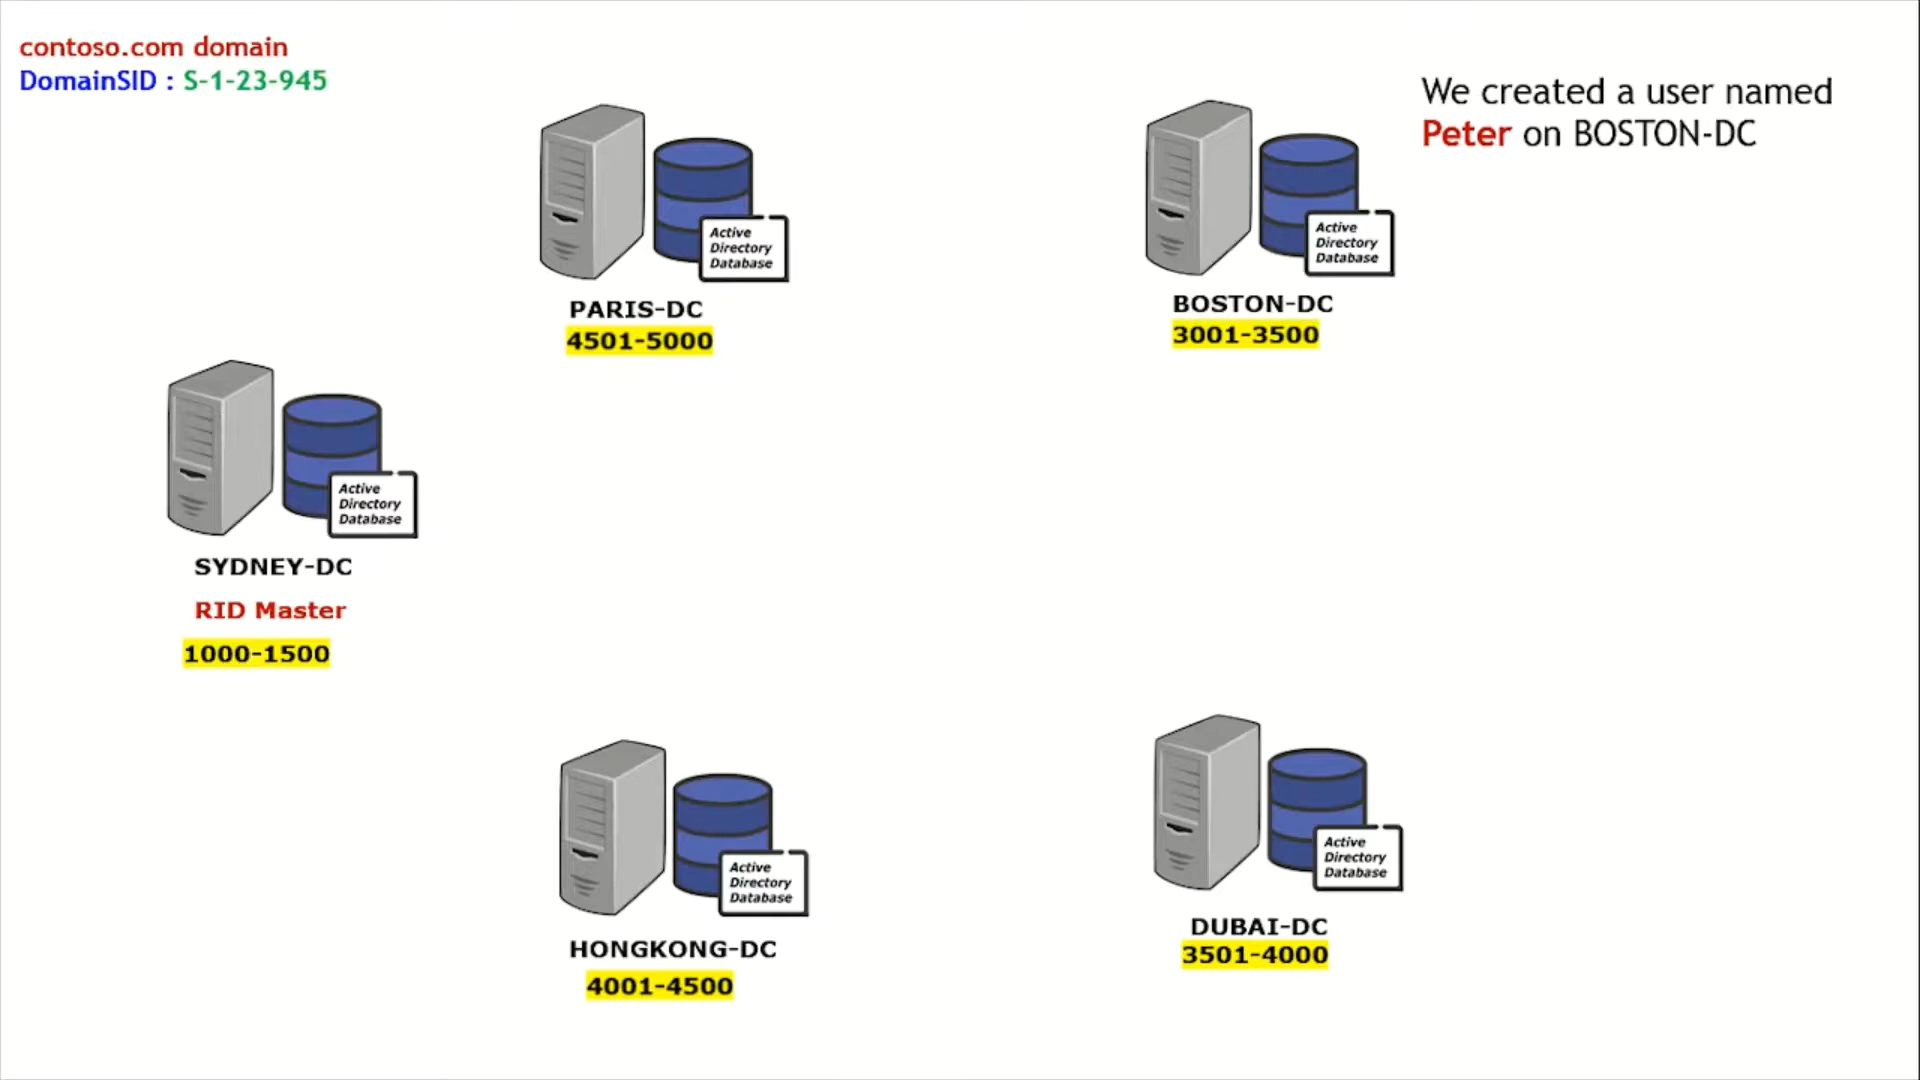 contoso.com domain
DomainSID : S-1-23-945
We created a user named
Peter on BOSTON-DC
Active
Directory
Database
PARIS-DC
4501-5000
Active
Directory
Database
BOSTON-DC
3001-3500
Active
Directory
Database
SYDNEY-DC
RID Master
1000-1500
Active
Directory
Database
HONGKONG-DC
4001-4500
Active
Directory
Database
DUBAI-DC
3501-4000